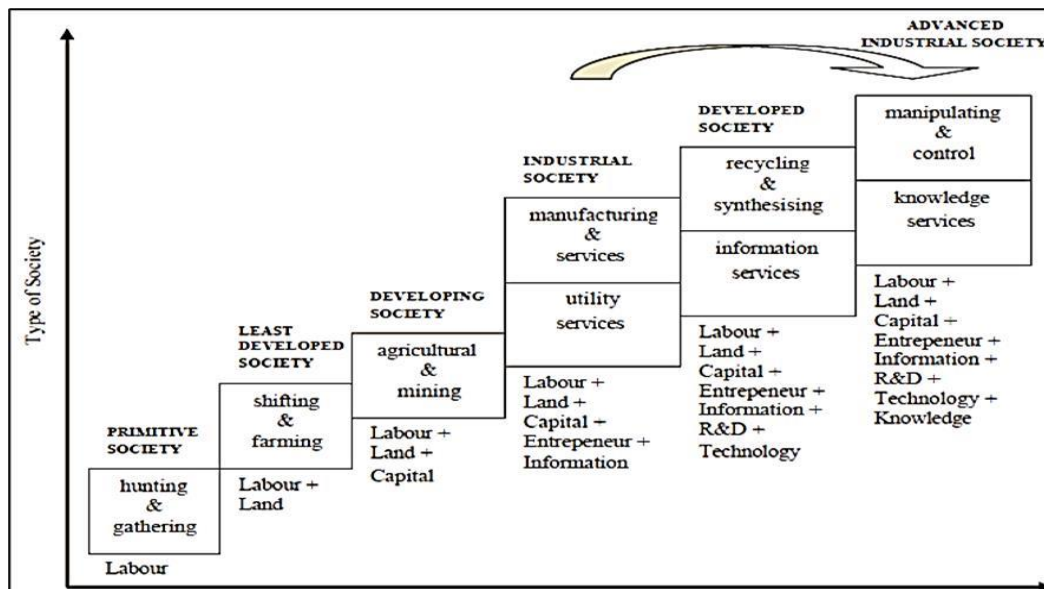 Type of Society
PRIMITIVE
SOCIETY
hunting
&
gathering
Labour
LEAST
DEVELOPED
SOCIETY
shifting
&
farming
Labour +
Land
DEVELOPING
SOCIETY
agricultural
&
mining
Labour +
Land +
Capital
INDUSTRIAL
SOCIETY
manufacturing
&
services
utility
services
Labour +
Land +
Capital +
Entrepeneur +
Information
DEVELOPED
SOCIETY
recycling
&
synthesising
information
services
Labour +
Land +
Capital +
Entrepeneur +
Information +
R&D +
Technology
ADVANCED
INDUSTRIAL SOCIETY
manipulating
&
control
knowledge
services
Labour +
Land +
Capital +
Entrepeneur +
Information +
R&D +
Technology +
Knowledge